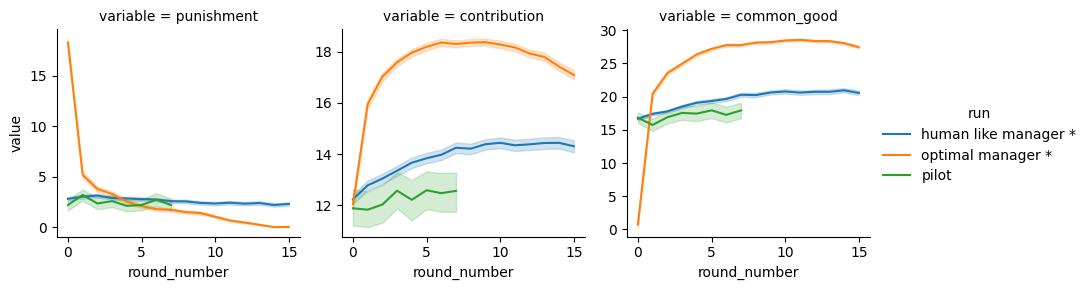 variable = punishment
variable = contribution
variable = common_good
value
15
10
5
0
18
16
14
12
30
25
20
15
10
5
0
0 5 10 15
0 5 10 15
0 5 10 15
round_number
round_number
round_number
run
human like manager *
optimal manager *
pilot